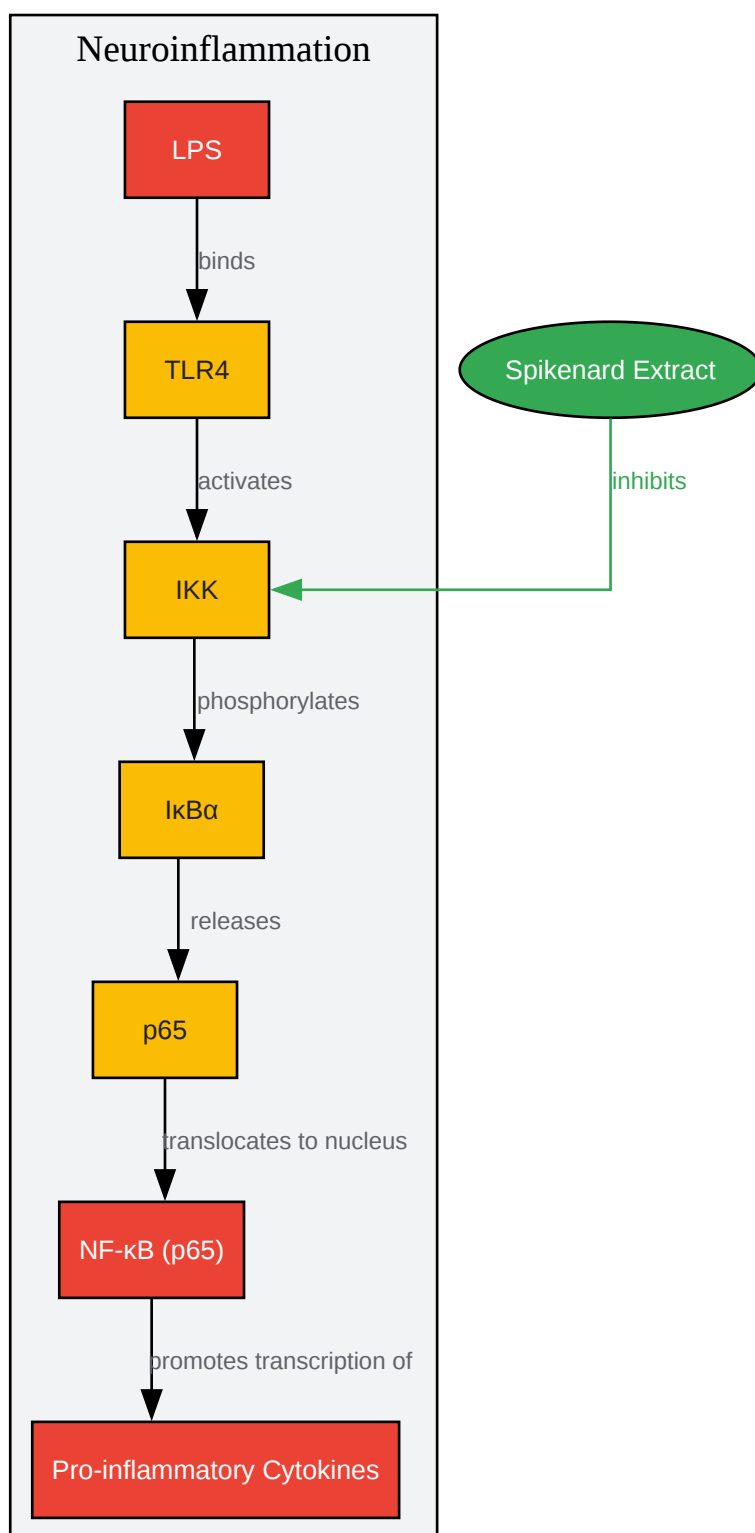 Neuroinflammation
LPS
binds
TLR4
Spikenard Extract
activates
inhibits
IKK
phosphorylates
IκBα
releases
p65
translocates to nucleus
NF-κB (p65)
promotes transcription of
Pro-inflammatory Cytokines